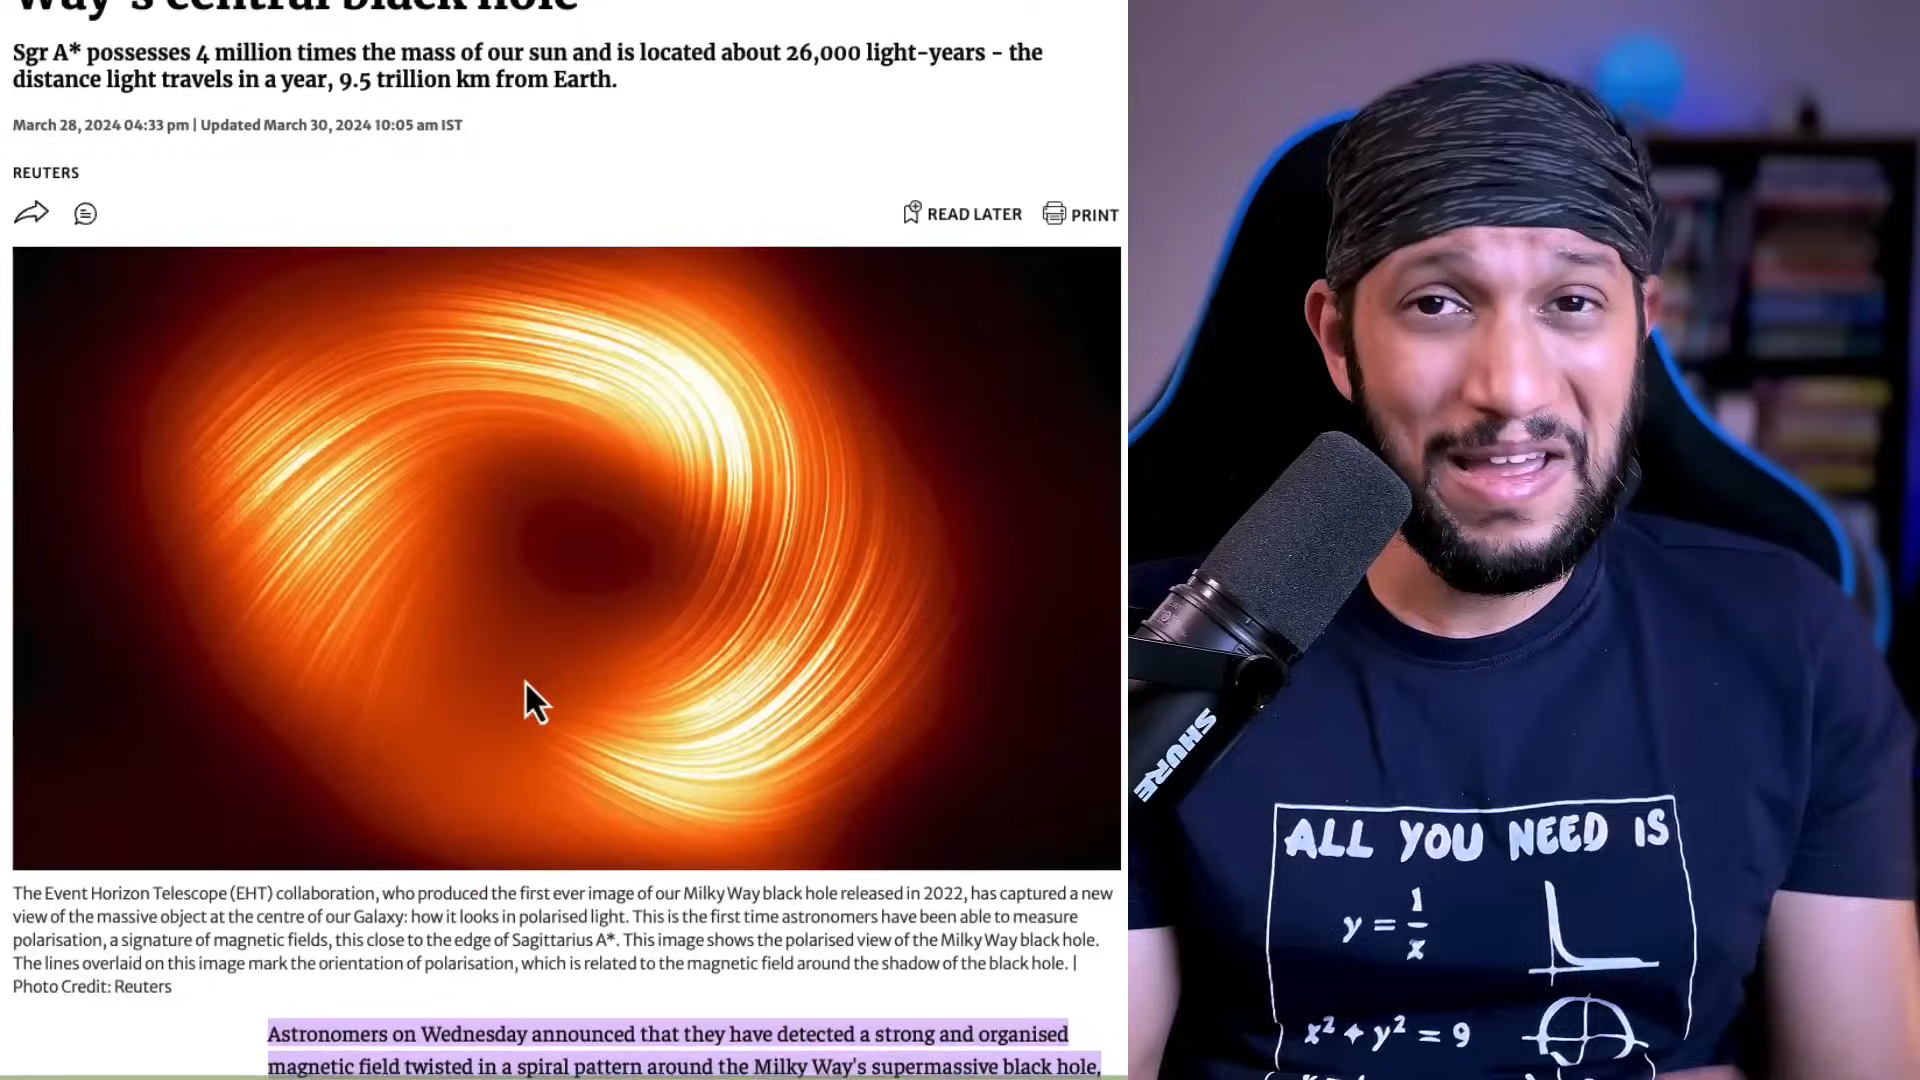 Way's central black hole
Sgr A* possesses 4 million times the mass of our sun and is located about 26,000 light-years - the
distance light travels in a year, 9.5 trillion km from Earth.
March 28, 2024 04:33 pm | Updated March 30, 2024 10:05 am IST
REUTERS
READ LATER
PRINT
The Event Horizon Telescope (EHT) collaboration, who produced the first ever image of our Milky Way black hole released in 2022, has captured a new
view of the massive object at the centre of our Galaxy: how it looks in polarised light. This is the first time astronomers have been able to measure
polarisation, a signature of magnetic fields, this close to the edge of Sagittarius A*. This image shows the polarised view of the Milky Way black hole.
The lines overlaid on this image mark the orientation of polarisation, which is related to the magnetic field around the shadow of the black hole. |
Photo Credit: Reuters
Astronomers on Wednesday announced that they have detected a strong and organised
magnetic field twisted in a spiral pattern around the Milky Way's supermassive black hole,
SHURE
ALL YOU NEED IS
y = 1/x
x² + y² = 9